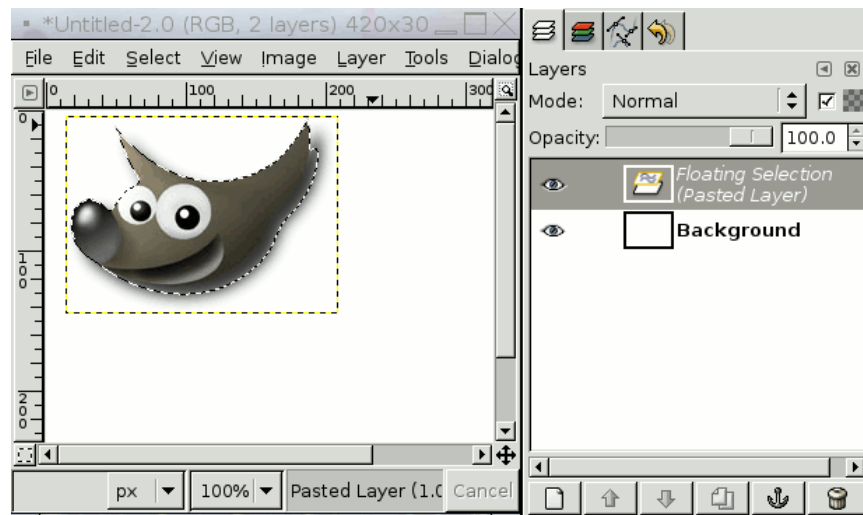 *Untitled-2.0 (RGB, 2 layers) 420x30
File Edit Select View Image Layer Tools Dialog
0 100 200 300
0
100
200
px 100% Pasted Layer (1.0 Cancel
Layers
Mode: Normal
Opacity: 100.0
Floating Selection
(Pasted Layer)
Background